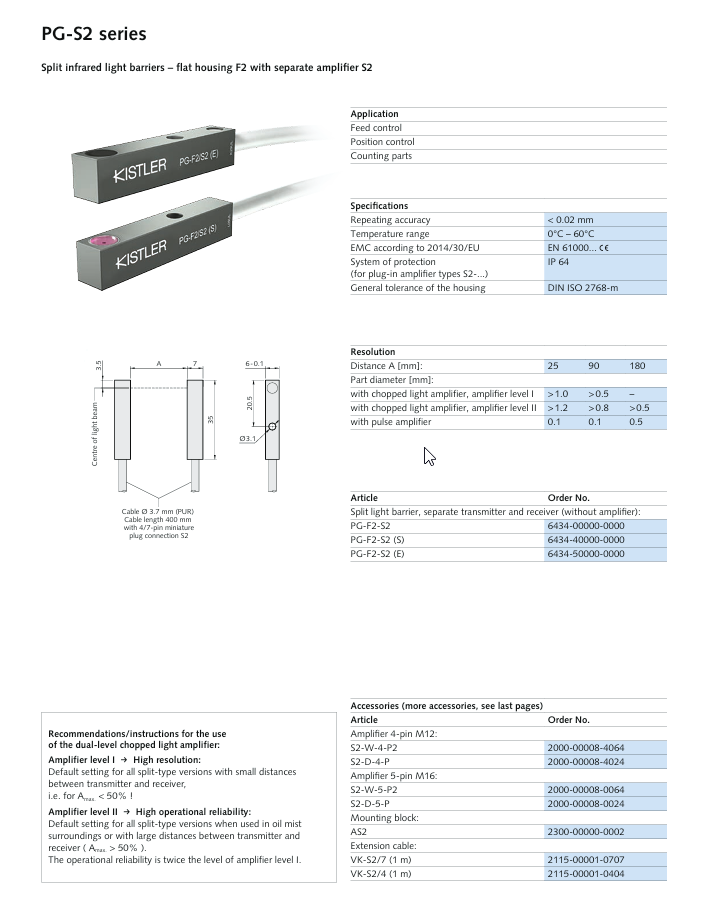 PG-S2 series
Split infrared light barriers – flat housing F2 with separate amplifier S2
KISTLER PG-F2/S2 (E)
KISTLER PG-F2/S2 (S)
Application
Feed control
Position control
Counting parts
Specifications
Repeating accuracy < 0.02 mm
Temperature range 0°C – 60°C
EMC according to 2014/30/EU EN 61000... C€
System of protection IP 64
(for plug-in amplifier types S2-...)
General tolerance of the housing DIN ISO 2768-m
3.5
A
7
6-0.1
Centre of light beam
35
20.5
Ø3.1
Cable Ø 3.7 mm (PUR)
Cable length 400 mm
with 4/7-pin miniature
plug connection S2
Resolution
Distance A [mm]: 25 90 180
Part diameter [mm]:
with chopped light amplifier, amplifier level I >1.0 >0.5 –
with chopped light amplifier, amplifier level II >1.2 >0.8 >0.5
with pulse amplifier 0.1 0.1 0.5
Article Order No.
Split light barrier, separate transmitter and receiver (without amplifier):
PG-F2-S2 6434-00000-0000
PG-F2-S2 (S) 6434-40000-0000
PG-F2-S2 (E) 6434-50000-0000
Recommendations/instructions for the use
of the dual-level chopped light amplifier:
Amplifier level I → High resolution:
Default setting for all split-type versions with small distances
between transmitter and receiver,
i.e. for Amax. < 50% !
Amplifier level II → High operational reliability:
Default setting for all split-type versions when used in oil mist
surroundings or with large distances between transmitter and
receiver ( Amax. > 50% ).
The operational reliability is twice the level of amplifier level I.
Accessories (more accessories, see last pages)
Article Order No.
Amplifier 4-pin M12:
S2-W-4-P2 2000-00008-4064
S2-D-4-P 2000-00008-4024
Amplifier 5-pin M16:
S2-W-5-P2 2000-00008-0064
S2-D-5-P 2000-00008-0024
Mounting block:
AS2 2300-00000-0002
Extension cable:
VK-S2/7 (1 m) 2115-00001-0707
VK-S2/4 (1 m) 2115-00001-0404